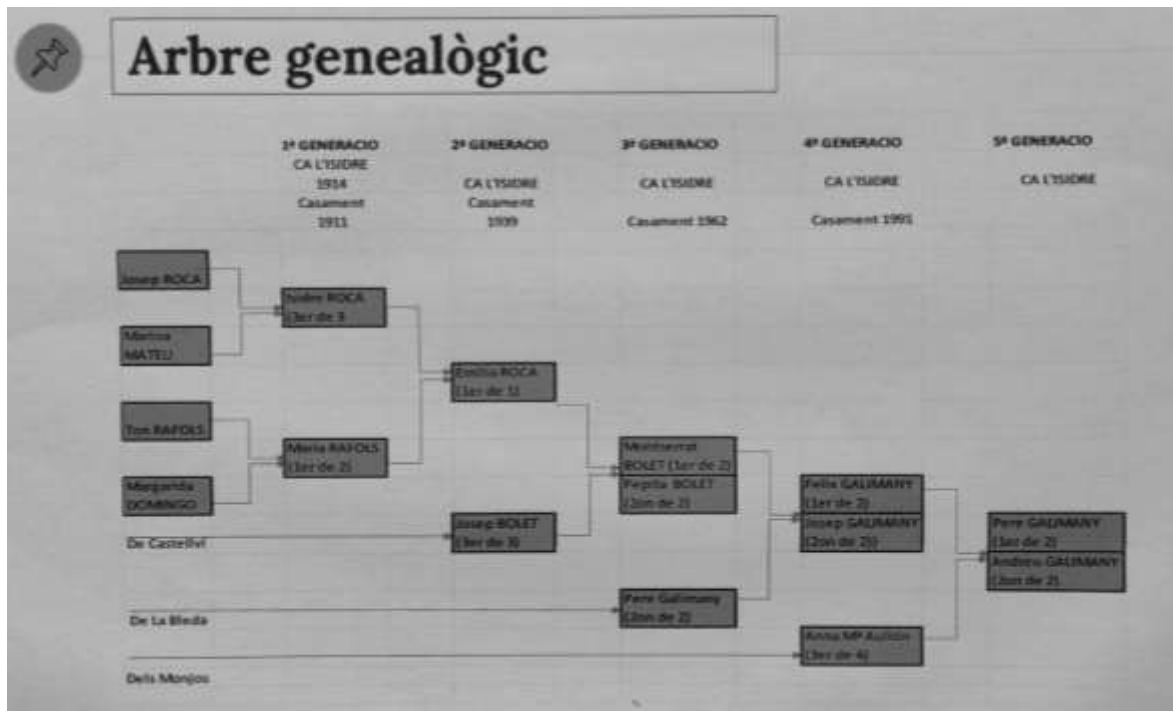 Arbre genealògic
1ª GENERACIO
CA L'ISIDRE
1914
Casament
1911
2ª GENERACIO
CA L'ISIDRE
Casament
1939
3ª GENERACIO
CA L'ISIDRE
Casament 1962
4ª GENERACIO
CA L'ISIDRE
Casament 1991
5ª GENERACIO
CA L'ISIDRE
Josep ROCA
MATEU
Ton RAFOLS
Margarida
DOMINGO
Isidre ROCA
(3er de 3
Maria RAFOLS
(1er de 2)
Emilia ROCA
(1er de 1)
Josep BOLET
(3er de 3)
Montserrat
BOLET (1er de 2)
Pepita BOLET
(2on de 2)
Pere Galimany
(2on de 2)
Felix GALIMANY
(1er de 2)
Josep GALIMANY
(2on de 2))
Anna Mª
(3er de 4)
Pere GALIMANY
(1er de 2)
Andreu GALIMANY
(2on de 2)
De Castellví
De La Bleda
Dels Monjos